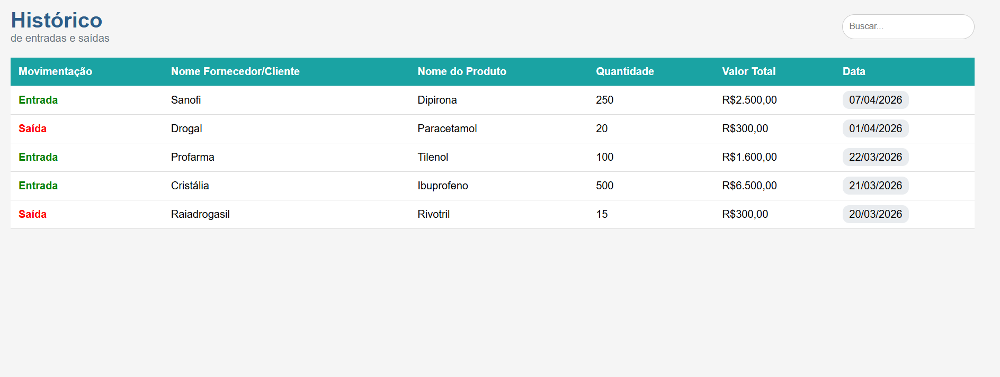 Histórico
de entradas e saídas
Buscar...
Movimentação Nome Fornecedor/Cliente Nome do Produto Quantidade Valor Total Data
Entrada Sanofi Dipirona 250 R$2.500,00 07/04/2026
Saída Drogal Paracetamol 20 R$300,00 01/04/2026
Entrada Profarma Tilenol 100 R$1.600,00 22/03/2026
Entrada Cristália Ibuprofeno 500 R$6.500,00 21/03/2026
Saída Raiadrogasil Rivotril 15 R$300,00 20/03/2026